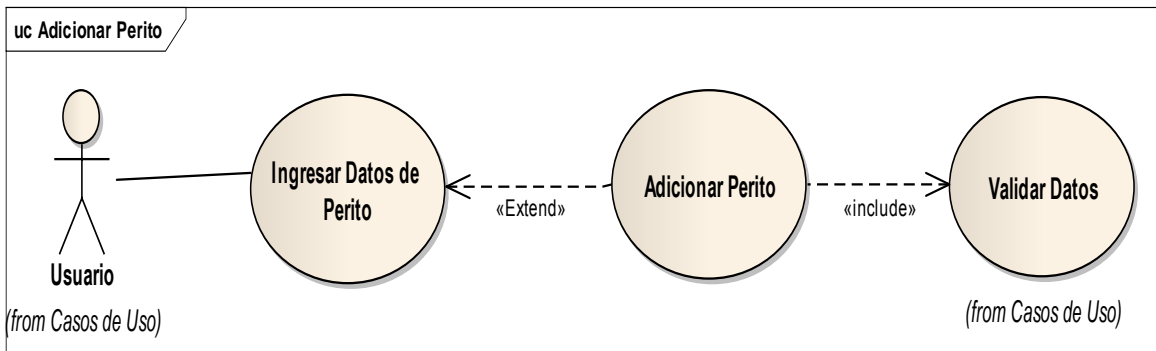 uc Adicionar Perito
Usuario
(from Casos de Uso)
Ingresar Datos de
Perito
«Extend»
Adicionar Perito
«include»
Validar Datos
(from Casos de Uso)